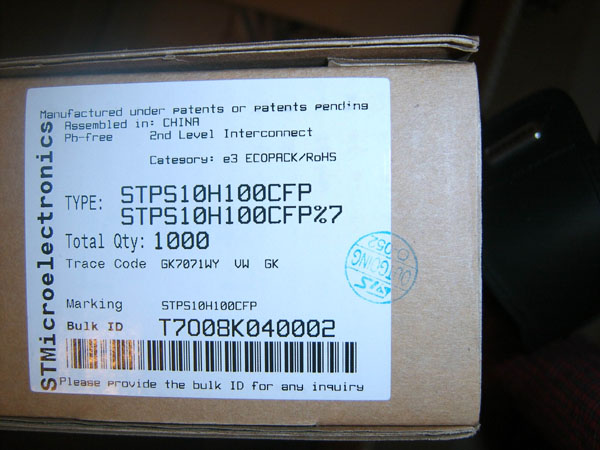 STMicroelectronics
Manufactured under patents or patents pending
Assembled in: CHINA
Pb-free 2nd Level Interconnect
Category: e3 ECOPACK/RoHS
TYPE: STPS10H100CFP
STPS10H100CFP%7
Total Qty: 1000
Trace Code GK7071WY VW GK
Marking STPS10H100CFP
Bulk ID T7008K040002
Please provide the bulk ID for any inquiry
OUTGOING